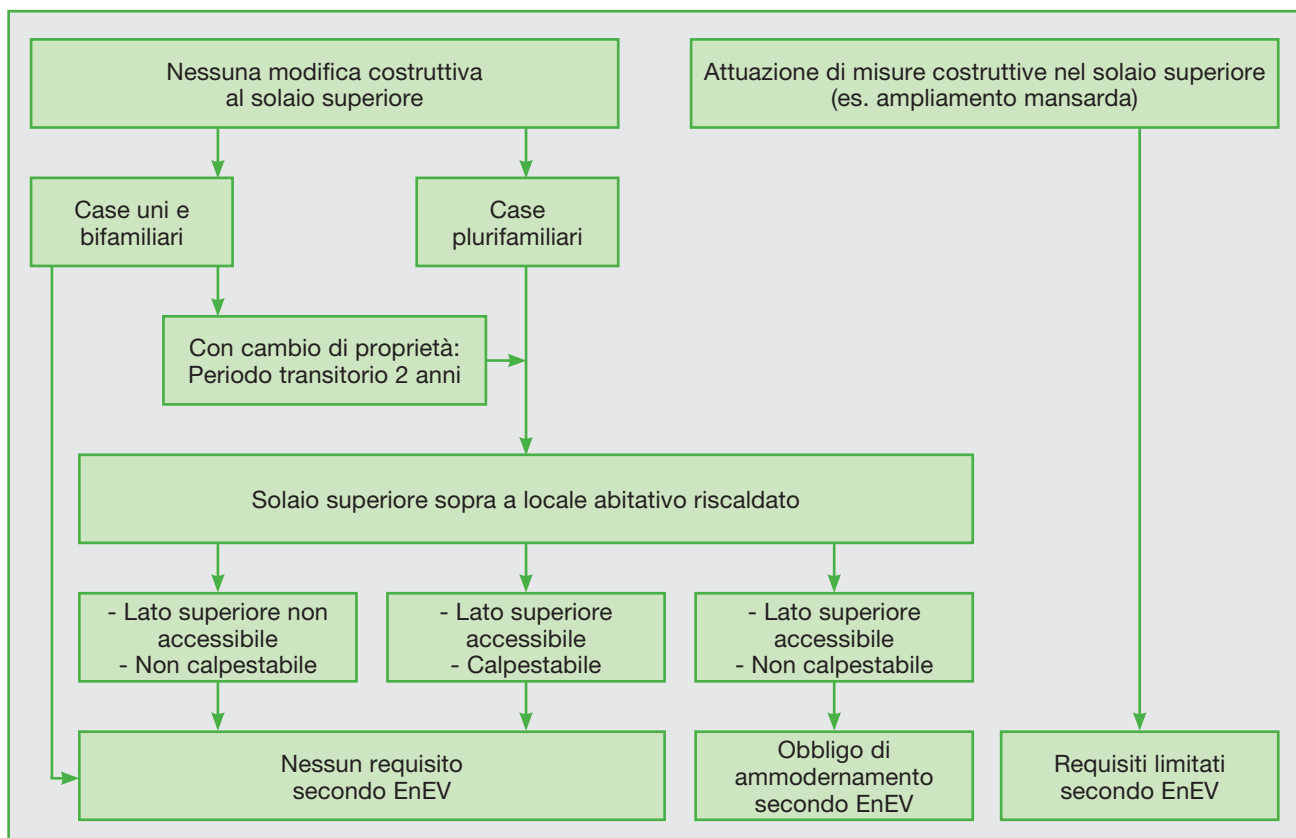 Nessuna modifica costruttiva
al solaio superiore
Attuazione di misure costruttive nel solaio superiore
(es. ampliamento mansarda)
Case uni e
bifamiliari
Case
plurifamiliari
Con cambio di proprietà:
Periodo transitorio 2 anni
Solaio superiore sopra a locale abitativo riscaldato
- Lato superiore non
accessibile
- Non calpestabile
- Lato superiore
accessibile
- Calpestabile
- Lato superiore
accessibile
- Non calpestabile
Nessun requisito
secondo EnEV
Obbligo di
ammodernamento
secondo EnEV
Requisiti limitati
secondo EnEV